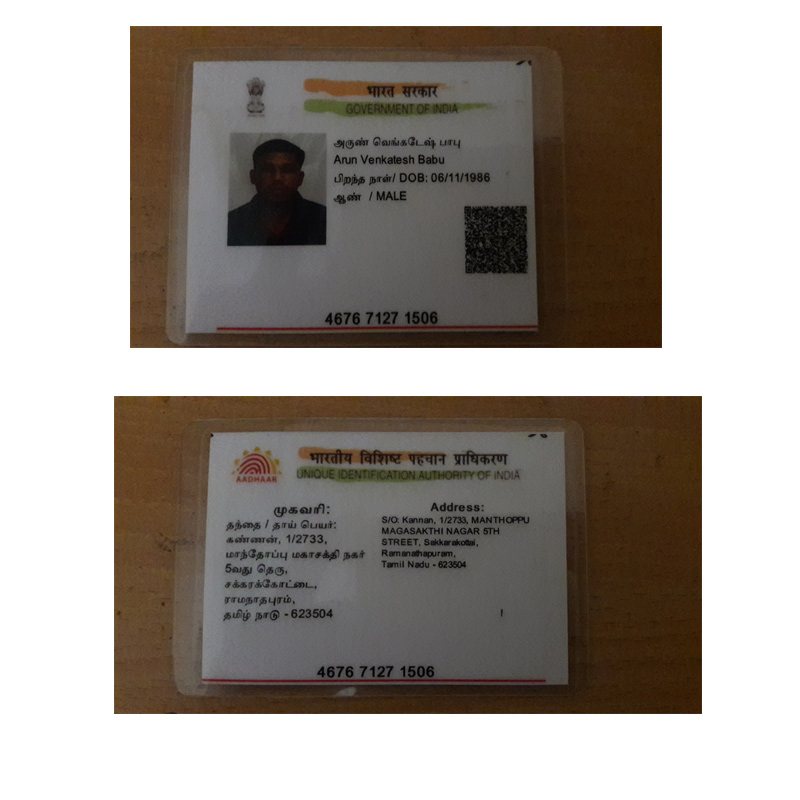 भारत सरकार
GOVERNMENT OF INDIA
அருண் வெங்கடேஷ் பாபு
Arun Venkatesh Babu
பிறந்த நாள்/ DOB: 06/11/1986
ஆண் / MALE
4676 7127 1506
भारतीय विशिष्ट पहचान प्राधिकरण
UNIQUE IDENTIFICATION AUTHORITY OF INDIA
AADHAAR
முகவரி:
தந்தை / தாய் பெயர்:
கண்ணன், 1/2733,
மாந்தோப்பு மகாசக்தி நகர்
5வது தெரு,
சக்கரக்கோட்டை,
ராமநாதபுரம்,
தமிழ் நாடு - 623504
Address:
S/O: Kannan, 1/2733, MANTHOPPU
MAGASAKTHI NAGAR 5TH
STREET, Sakkarakottai,
Ramanathapuram,
Tamil Nadu - 623504
4676 7127 1506